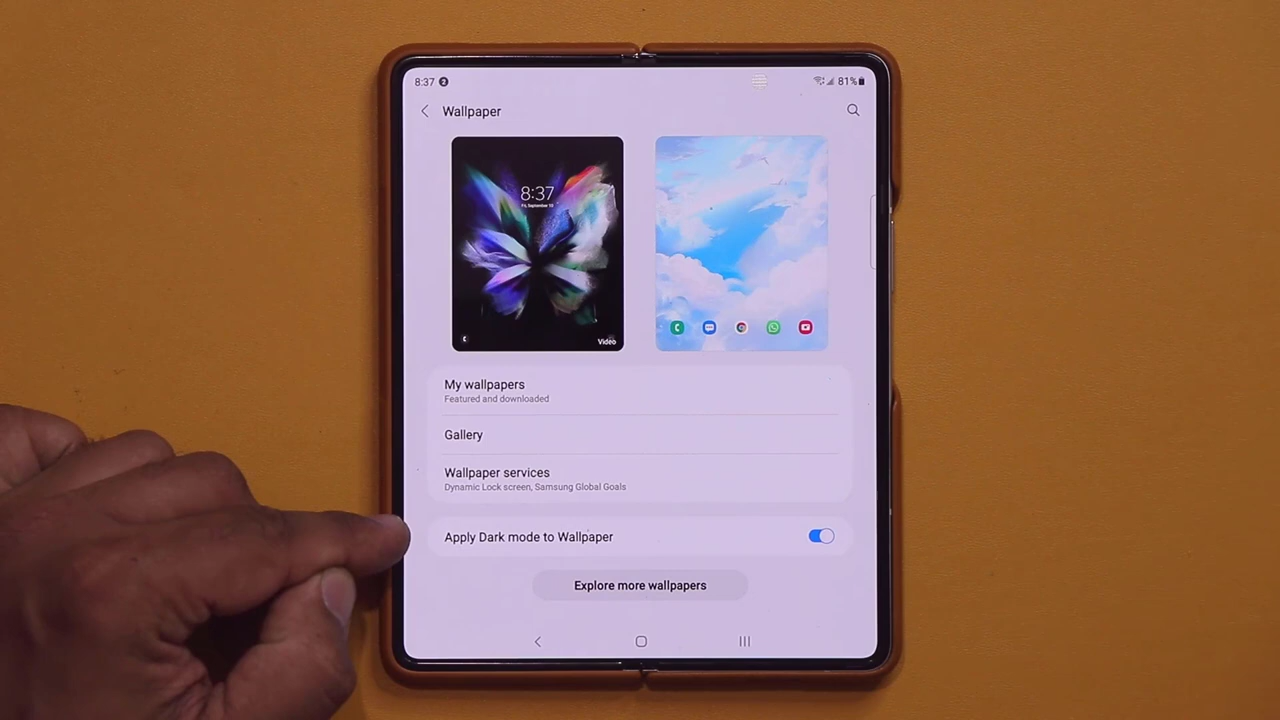 8:37
81%
Wallpaper
8:37
Video
My wallpapers
Featured and downloaded
Gallery
Wallpaper services
Dynamic Lock screen, Samsung Global Goals
Apply Dark mode to Wallpaper
Explore more wallpapers